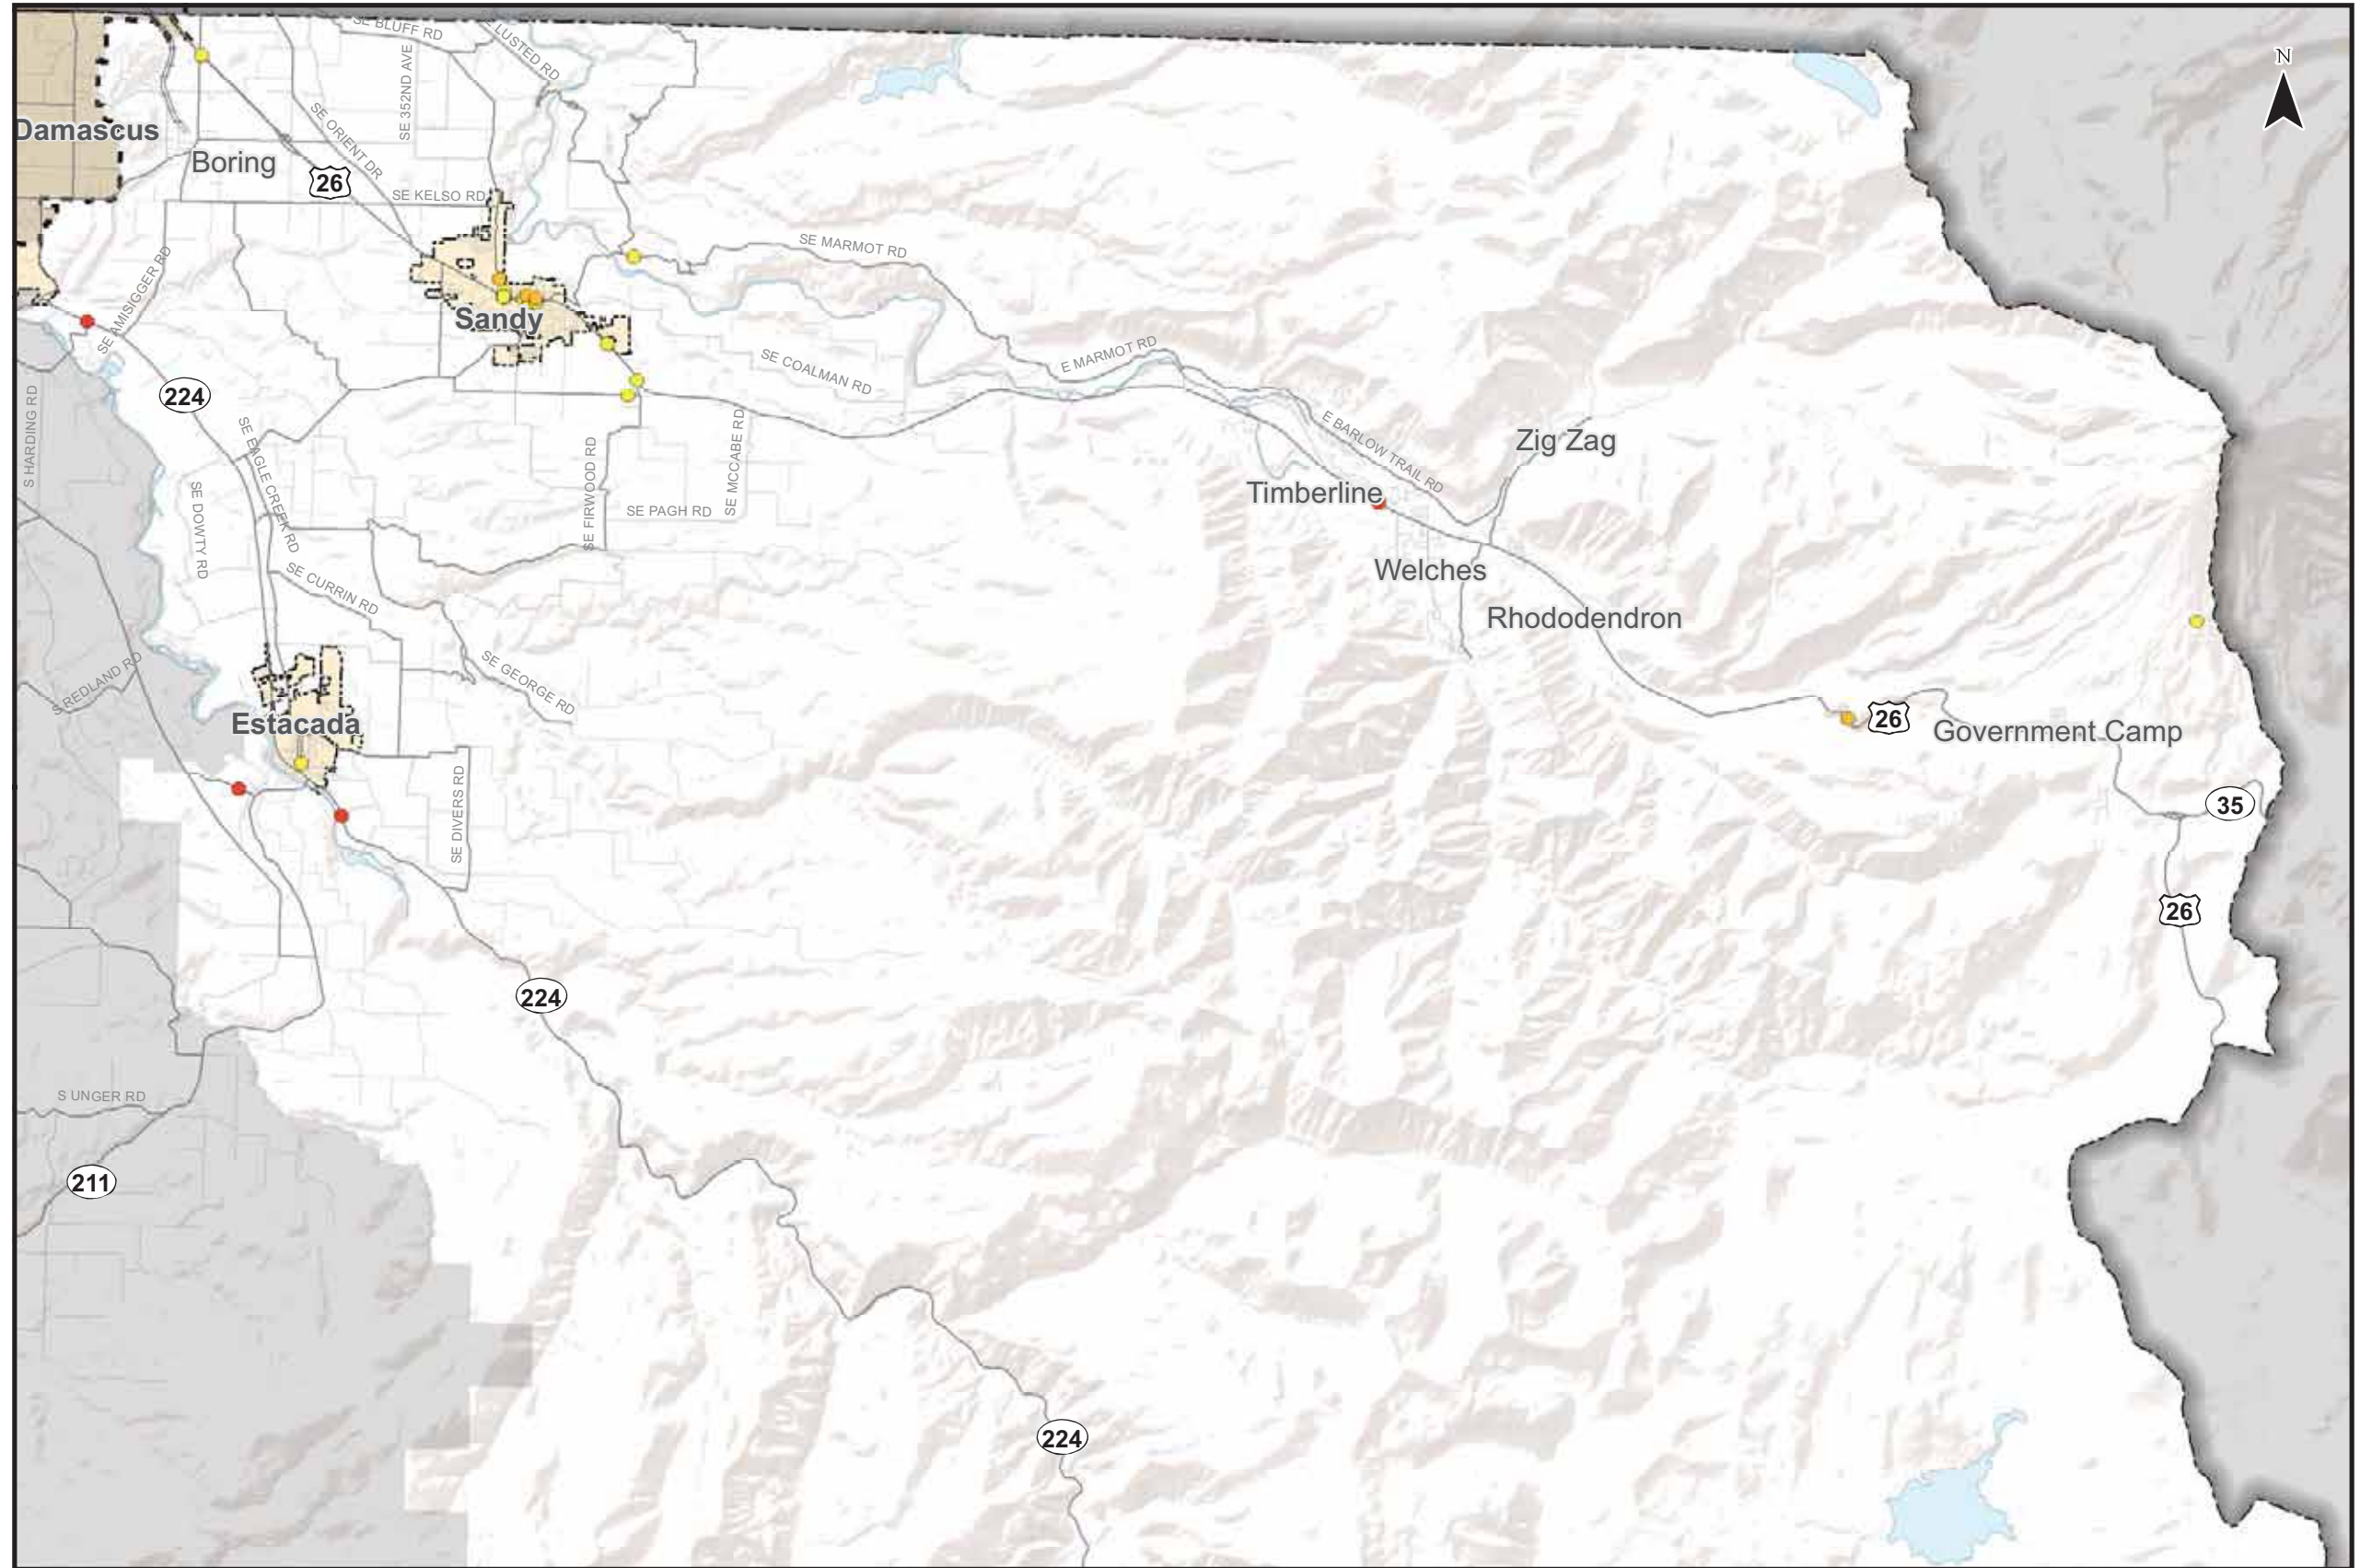 SE BLUFF RD
LUSTED RD
SE 352ND AVE
N
Damascus
Boring
SE ORIENT DR
26
SE KELSO RD
SE MARMOT RD
SE AMISIGGER RD
Sandy
SE COALMAN RD
E MARMOT RD
224
S HARDING RD
SE EAGLE CREEK RD
SE FIRWOOD RD
SE MCCABE RD
E BARLOW TRAIL RD
Zig Zag
Timberline
SE DOWTY RD
SE PAGH RD
Welches
SE CURRIN RD
Rhododendron
S REDLAND RD
SE GEORGE RD
Estacada
26
Government Camp
SE DIVERS RD
35
26
224
S UNGER RD
211
224